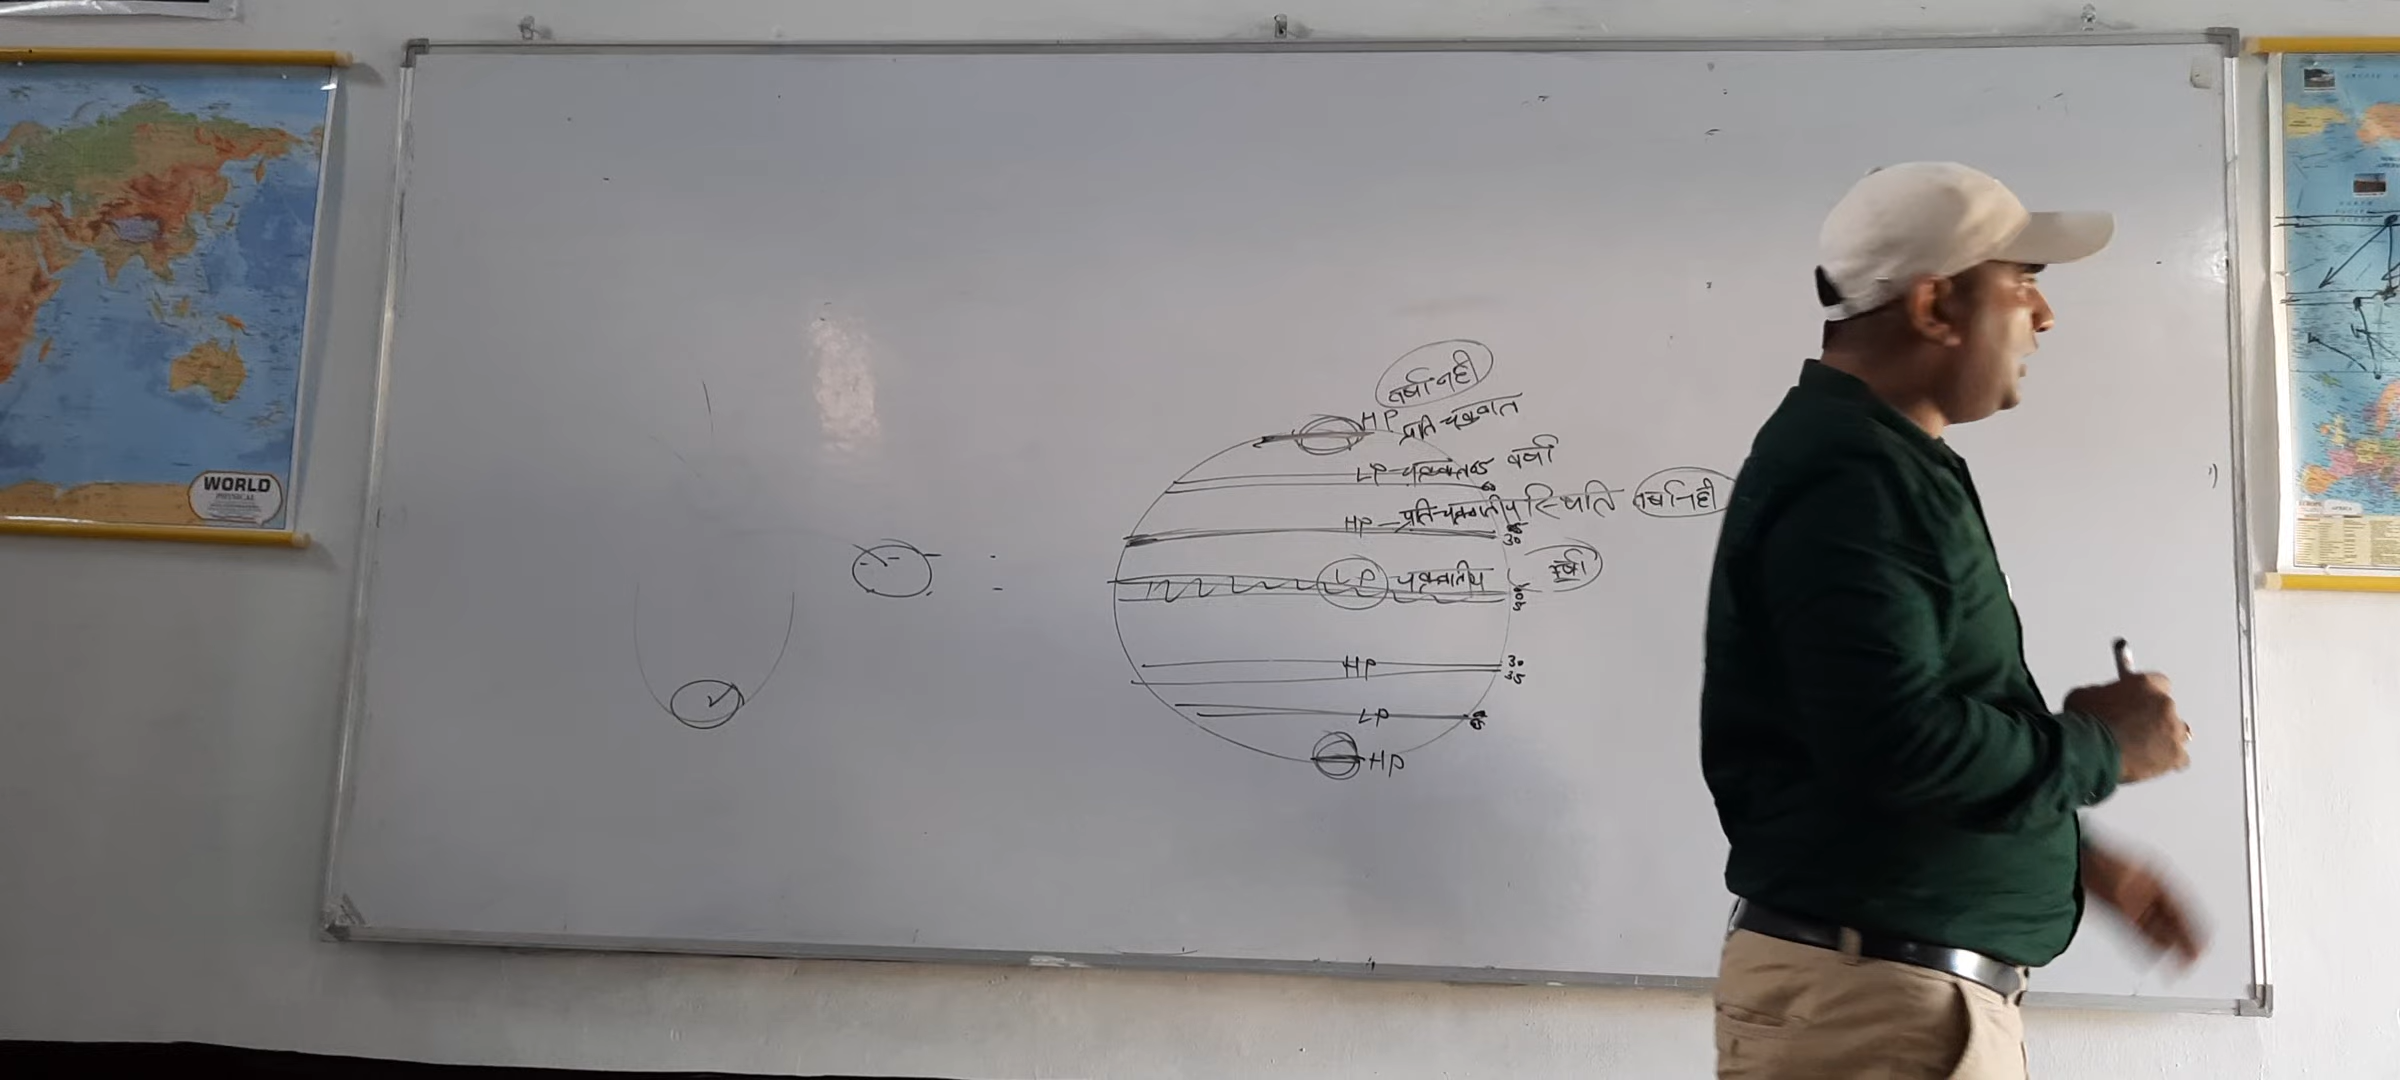 WORLD
PHYSICAL
वर्षा नही
HP प्रति-चक्रवात
LP-चक्रवात वर्षा
HP-प्रति-चक्रवातीय स्थिति वर्षा नही
30
LP चक्रवातीय वर्षा
HP 30
35
LP
HP